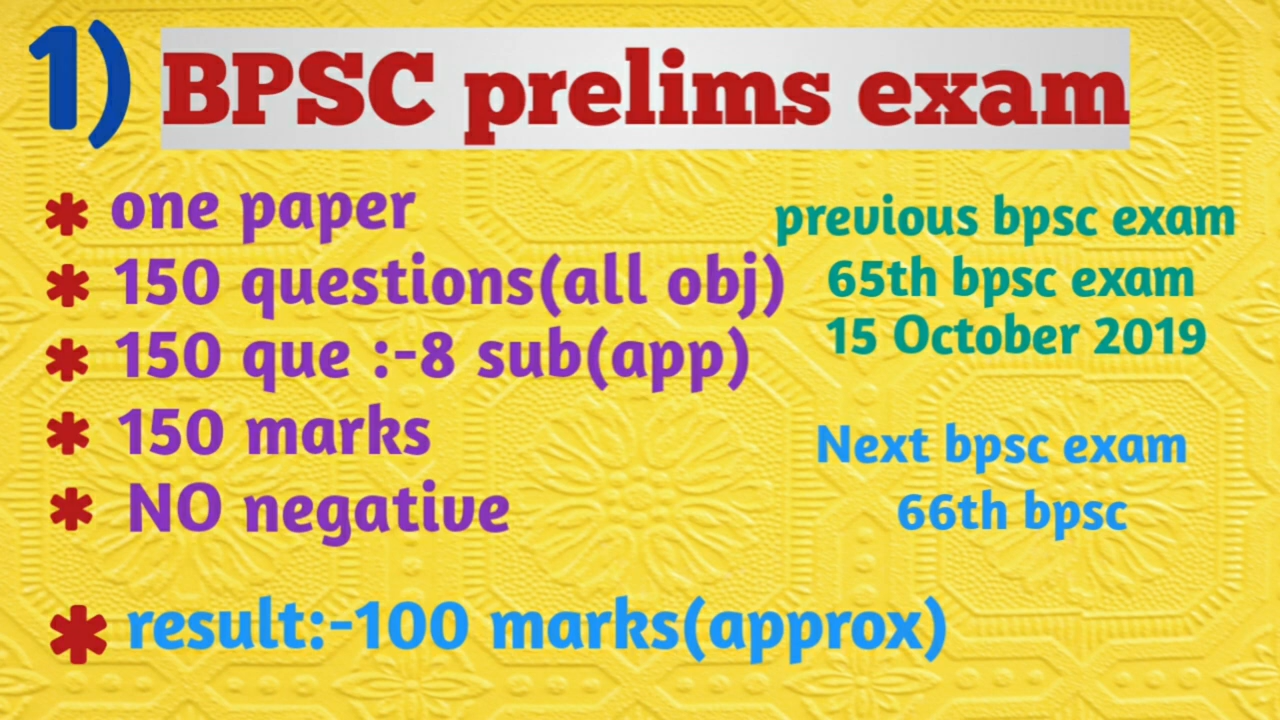 1) BPSC prelims exam
* one paper
* 150 questions(all obj)
* 150 que :-8 sub(app)
* 150 marks
* NO negative
* result:-100 marks(approx)
previous bpsc exam
65th bpsc exam
15 October 2019
Next bpsc exam
66th bpsc